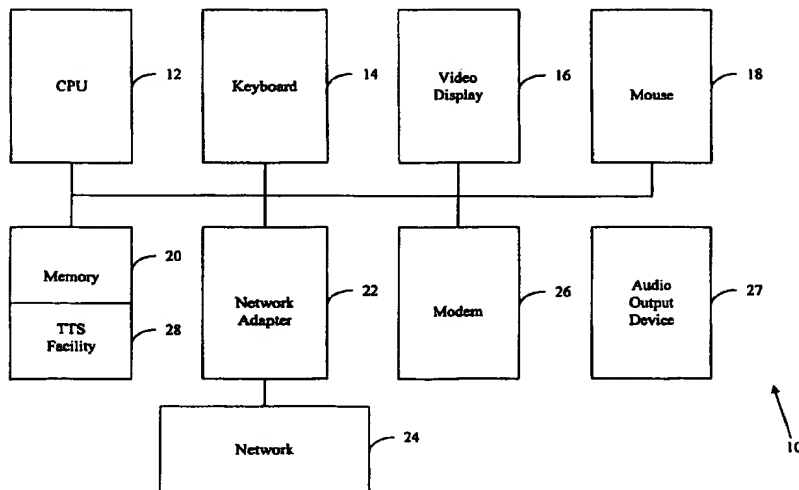 CPU
12
Keyboard
14
Video
Display
16
Mouse
18
Memory
20
TTS
Facility
28
Network
Adapter
22
Modem
26
Audio
Output
Device
27
Network
24
10